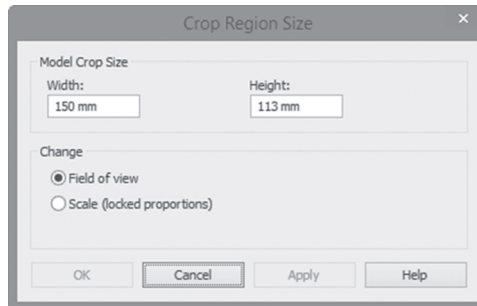 Crop Region Size
Model Crop Size
Width: Height:
150 mm 113 mm
Change
Field of view
Scale (locked proportions)
OK Cancel Apply Help